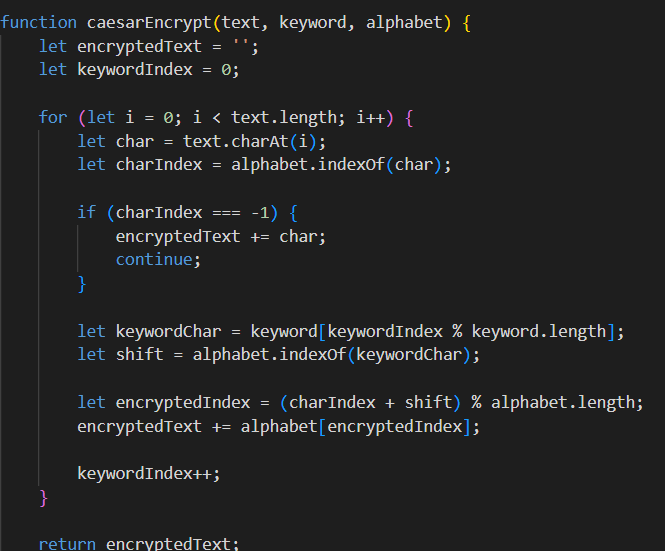 function caesarEncrypt(text, keyword, alphabet) {
    let encryptedText = '';
    let keywordIndex = 0;

    for (let i = 0; i < text.length; i++) {
        let char = text.charAt(i);
        let charIndex = alphabet.indexOf(char);

        if (charIndex === -1) {
            encryptedText += char;
            continue;
        }

        let keywordChar = keyword[keywordIndex % keyword.length];
        let shift = alphabet.indexOf(keywordChar);

        let encryptedIndex = (charIndex + shift) % alphabet.length;
        encryptedText += alphabet[encryptedIndex];

        keywordIndex++;
    }

    return encryptedText;